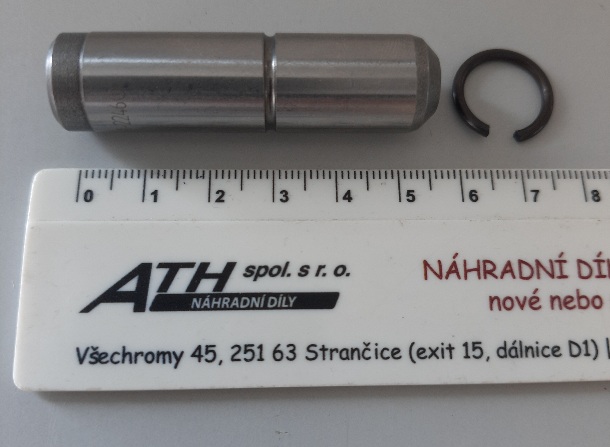 0 1 2 3 4 5 6 7 8
ATH spol. s r. o.
NÁHRADNÍ DÍLY
NÁHRADNÍ
nové nebo
Všechromy 45, 251 63 Strančice (exit 15, dálnice D1)